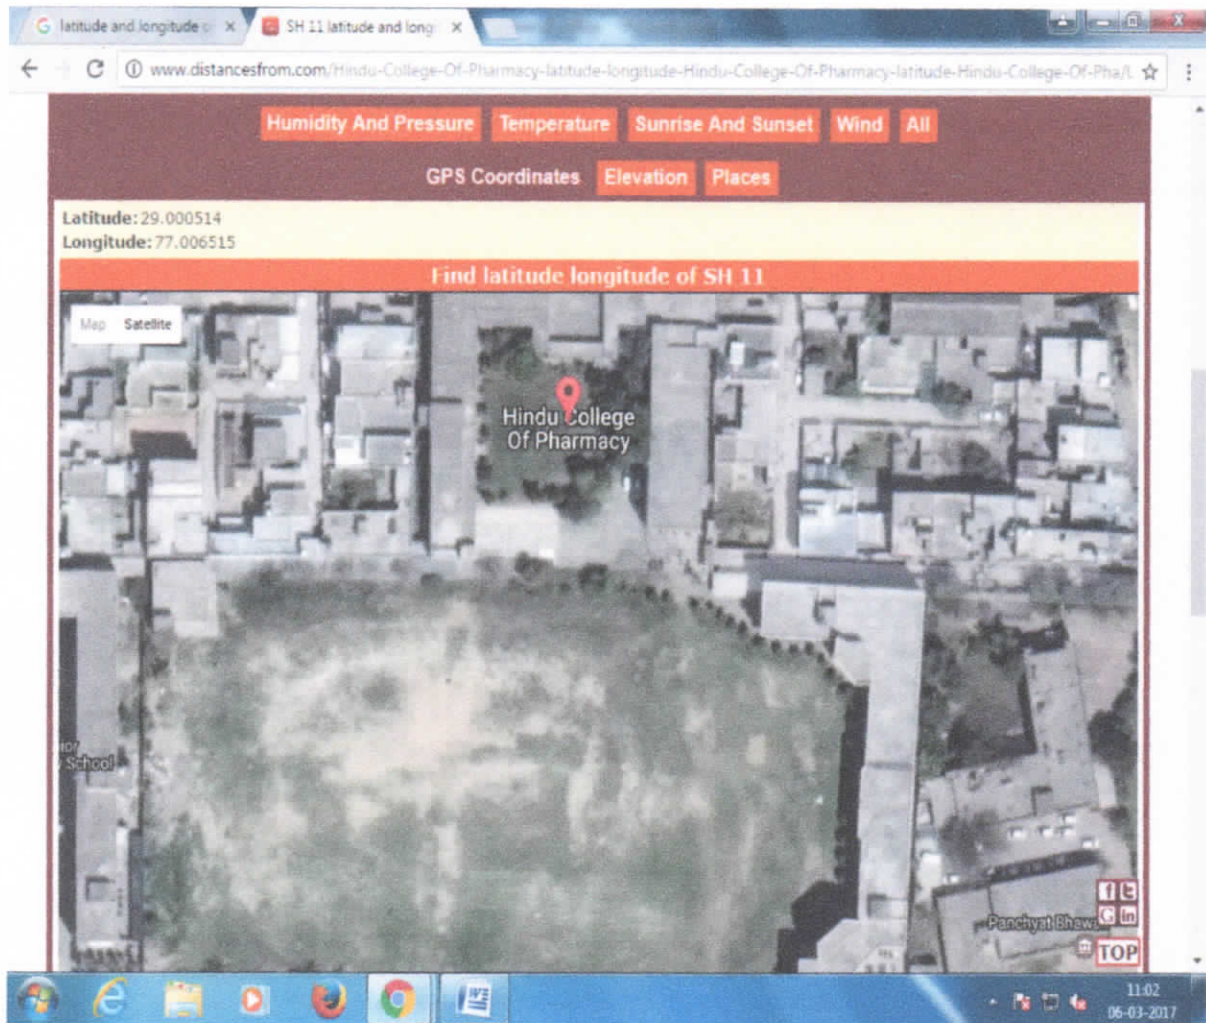 latitude and longitude o
SH 11 latitude and long
www.distancesfrom.com/Hindu-College-Of-Pharmacy-latitude-longitude-Hindu-College-Of-Pharmacy-latitude-Hindu-College-Of-Pha/L
Humidity And Pressure Temperature Sunrise And Sunset Wind All
GPS Coordinates Elevation Places
Latitude: 29.000514
Longitude: 77.006515
Find latitude longitude of SH 11
Map Satellite
Hindu College
Of Pharmacy
ior
y School
f t
G in
Panchyat Bhawa
TOP
11:02
06-03-2017